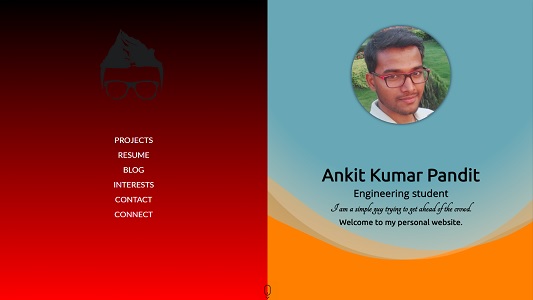 PROJECTS
RESUME
BLOG
INTERESTS
CONTACT
CONNECT
Ankit Kumar Pandit
Engineering student
I am a simple guy trying to get ahead of the crowd.
Welcome to my personal website.